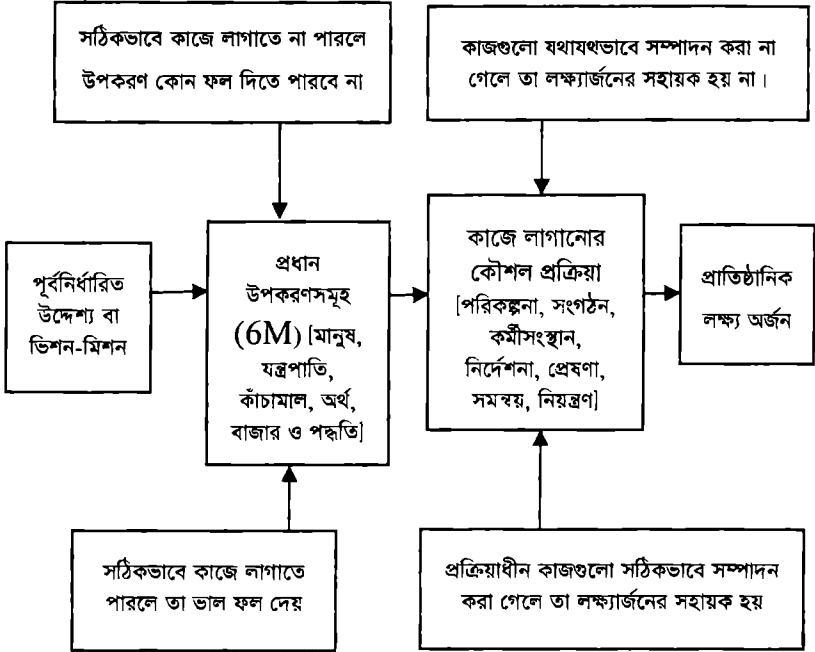 সঠিকভাবে কাজে লাগাতে না পারলে
উপকরণ কোন ফল দিতে পারবে না
কাজগুলো যথাযথভাবে সম্পাদন করা না
গেলে তা লক্ষ্যার্জনের সহায়ক হয় না।
পূর্বনির্ধারিত
উদ্দেশ্য বা
ভিশন-মিশন
প্রধান
উপকরণসমূহ
(6M) [মানুষ,
যন্ত্রপাতি,
কাঁচামাল, অর্থ,
বাজার ও পদ্ধতি]
কাজে লাগানোর
কৌশল প্রক্রিয়া
[পরিকল্পনা, সংগঠন,
কর্মীসংস্থান,
নির্দেশনা, প্রেষণা,
সমন্বয়, নিয়ন্ত্রণ]
প্রাতিষ্ঠানিক
লক্ষ্য অর্জন
সঠিকভাবে কাজে লাগাতে
পারলে তা ভাল ফল দেয়
প্রক্রিয়াধীন কাজগুলো সঠিকভাবে সম্পাদন
করা গেলে তা লক্ষ্যার্জনের সহায়ক হয়